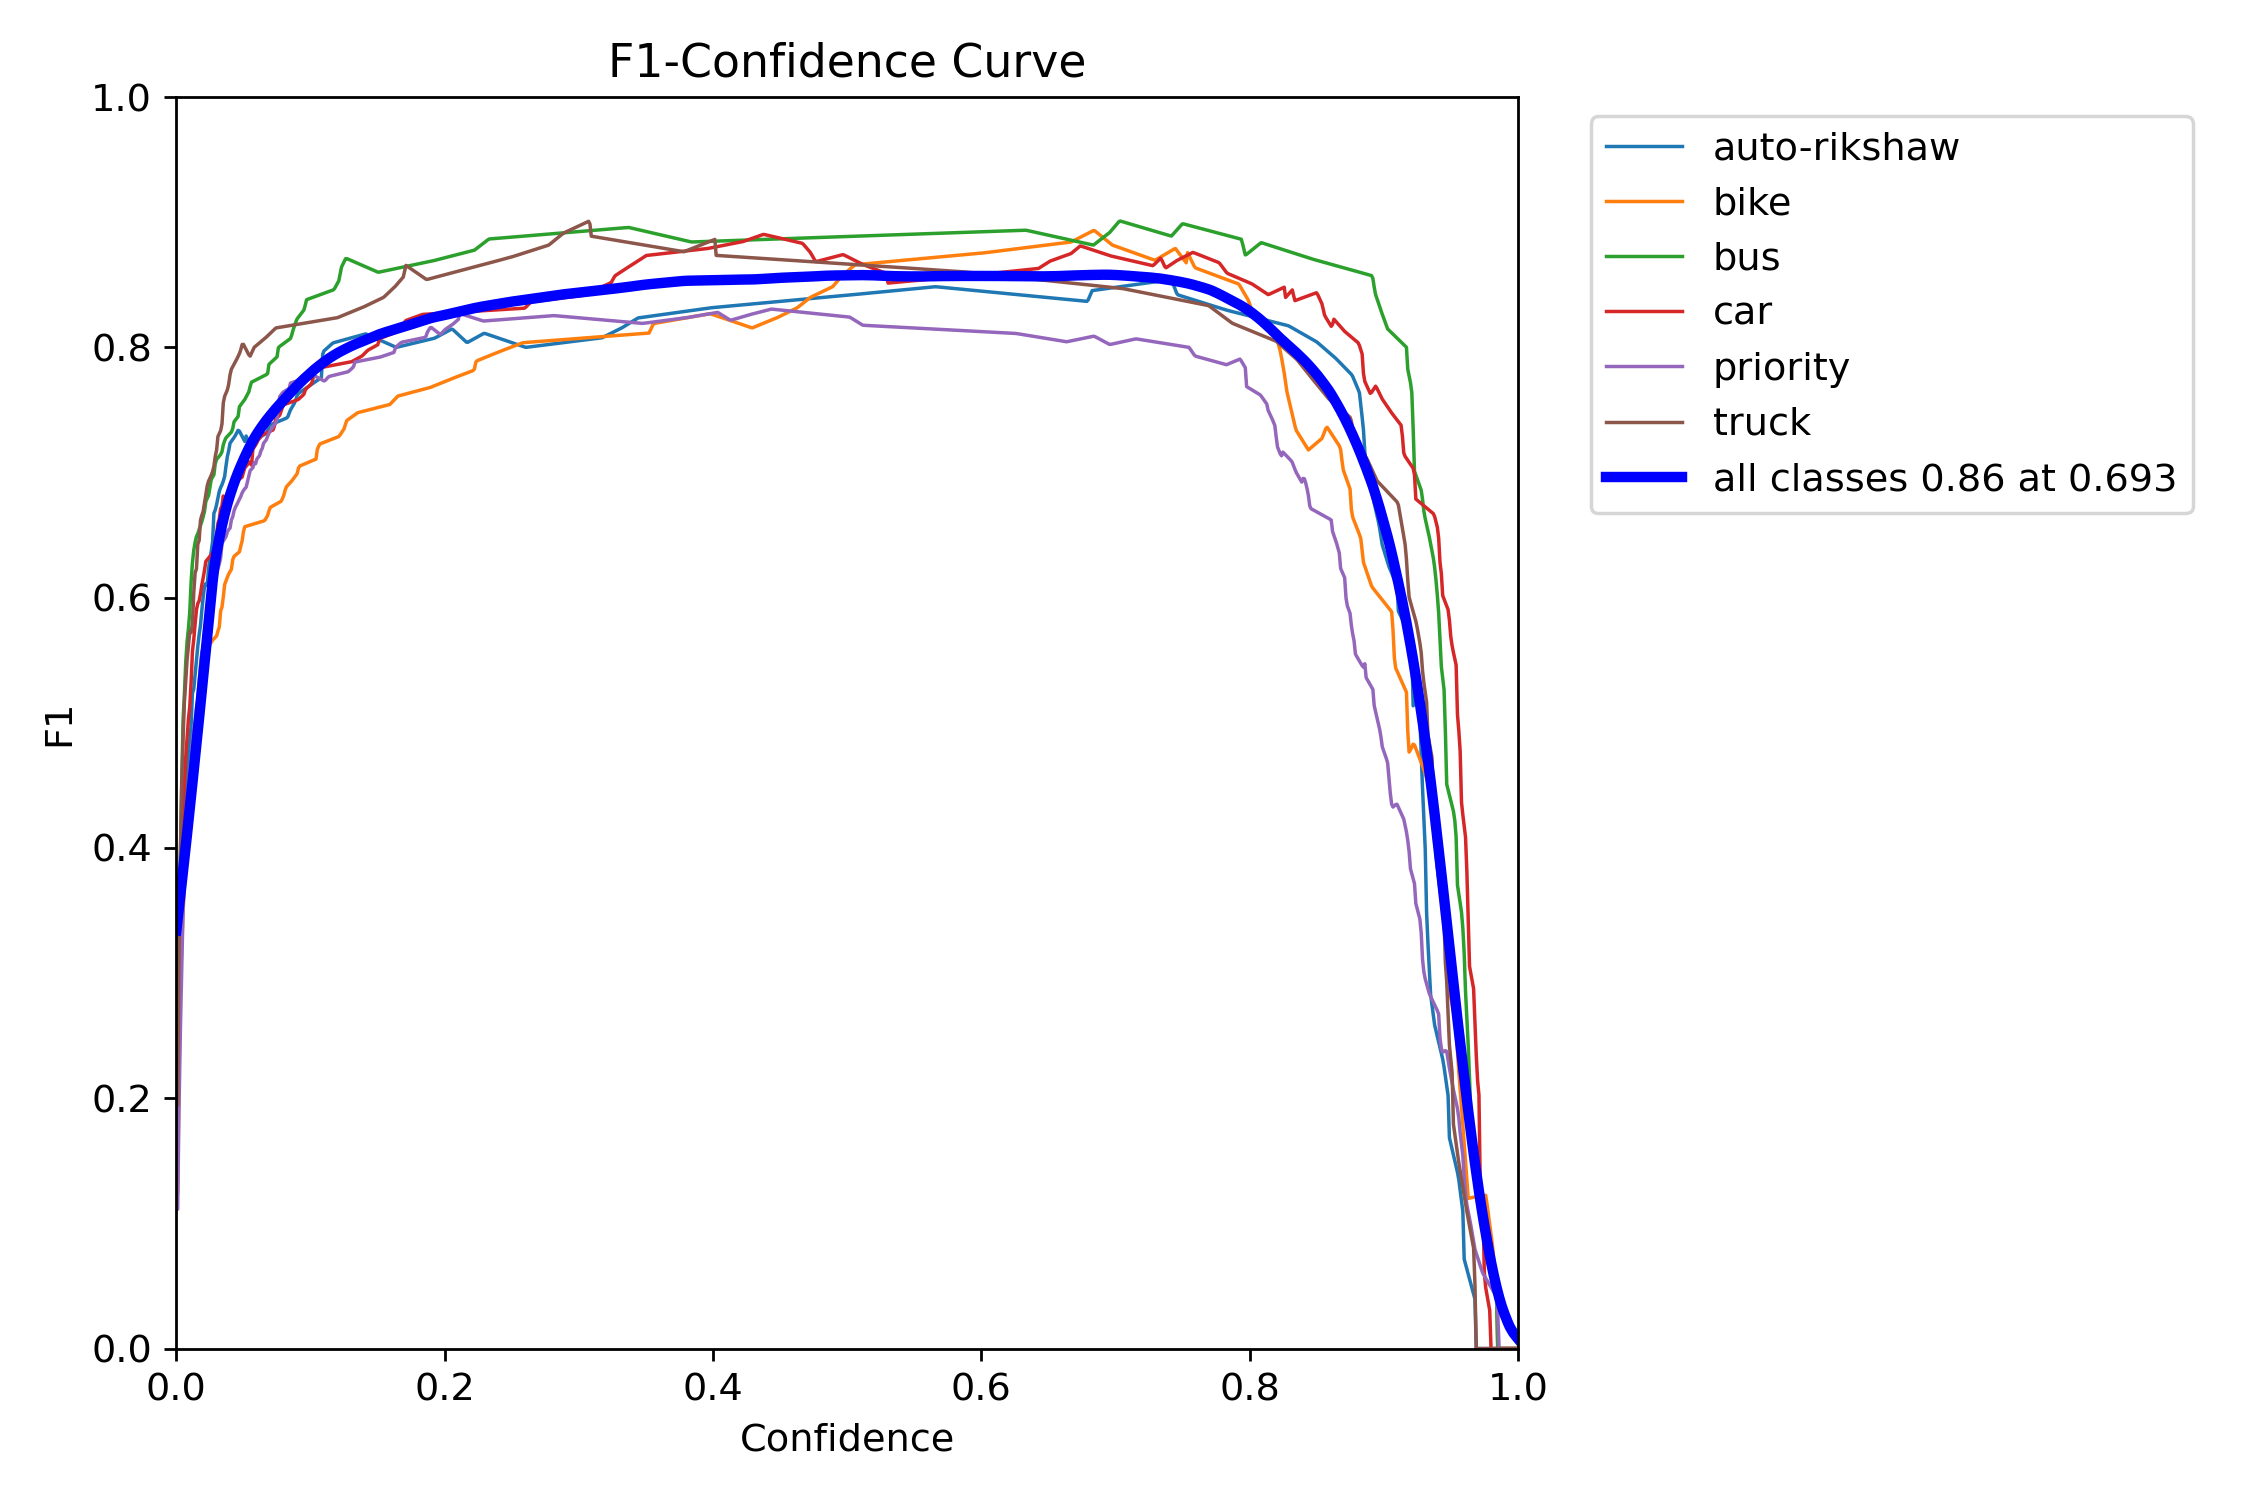 F1-Confidence Curve
1.0
0.8
0.6
0.4
0.2
0.0
F1
0.0 0.2 0.4 0.6 0.8 1.0
Confidence
auto-rikshaw
bike
bus
car
priority
truck
all classes 0.86 at 0.693